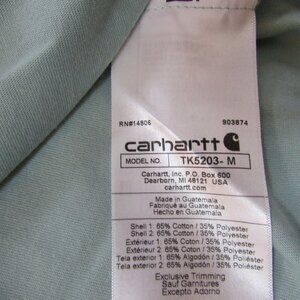 RN#14806 903874
carhartt
MODEL NO. TK5203- M
Carhartt, Inc. P.O. Box 600
Dearborn, MI 48121 USA
carhartt.com
Made in Guatemala
Fabriqué au Guatemala
Hecho en Guatemala
Shell 1: 65% Cotton / 35% Polyester
Shell 2: 65% Cotton / 35% Polyester
Extérieur 1: 65% Coton / 35% Polyester
Extérieur 2: 65% Coton / 35% Polyester
Tela exterior 1: 65% Algodón / 35% Poliéster
Tela exterior 2: 65% Algodón / 35% Poliéster
Exclusive Trimming
Sauf Garnitures
Excepto Adorno